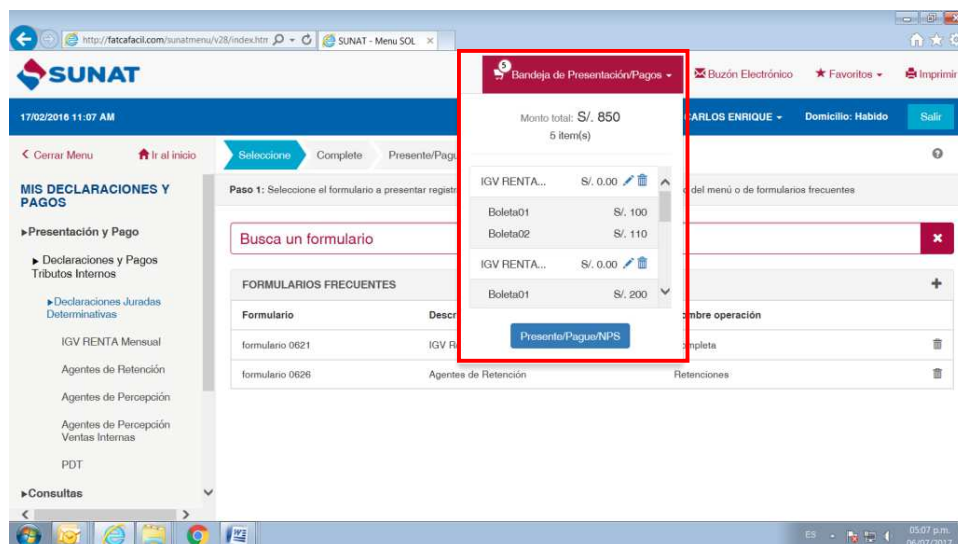 http://fatcafacil.com/sunatmenu/v28/index.htm
SUNAT - Menu SOL
SUNAT
5
Bandeja de Presentación/Pagos
Buzón Electrónico
Favoritos
Imprimir
17/02/2016 11:07 AM
CARLOS ENRIQUE
Domicilio: Habido
Salir
Monto total: S/. 850
5 item(s)
Cerrar Menu
Ir al inicio
Seleccione
Complete
Presente/Pagu
MIS DECLARACIONES Y
PAGOS
Paso 1: Seleccione el formulario a presentar registr
del menú o de formularios frecuentes
IGV RENTA... S/. 0.00
Boleta01 S/. 100
Boleta02 S/. 110
IGV RENTA... S/. 0.00
Boleta01 S/. 200
Presente/Pague/NPS
Presentación y Pago
Declaraciones y Pagos
Tributos Internos
Declaraciones Juradas
Determinativas
IGV RENTA Mensual
Agentes de Retención
Agentes de Percepción
Agentes de Percepción
Ventas Internas
PDT
Consultas
Busca un formulario
FORMULARIOS FRECUENTES
Formulario Descr ombre operación
formulario 0621 IGV R mpleta
formulario 0626 Agentes de Retención Retenciones
ES
05:07 p.m.
06/07/2017